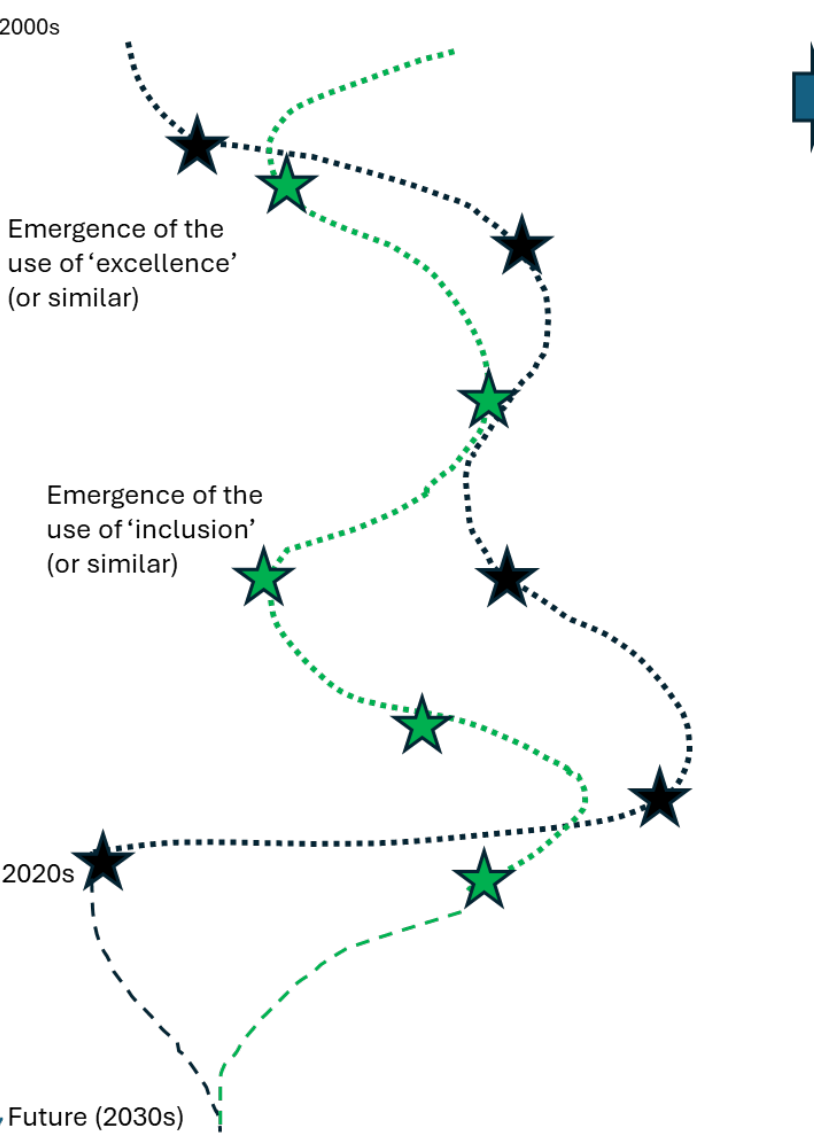 2000s
Emergence of the
use of ‘excellence’
(or similar)
Emergence of the
use of ‘inclusion’
(or similar)
2020s
Future (2030s)